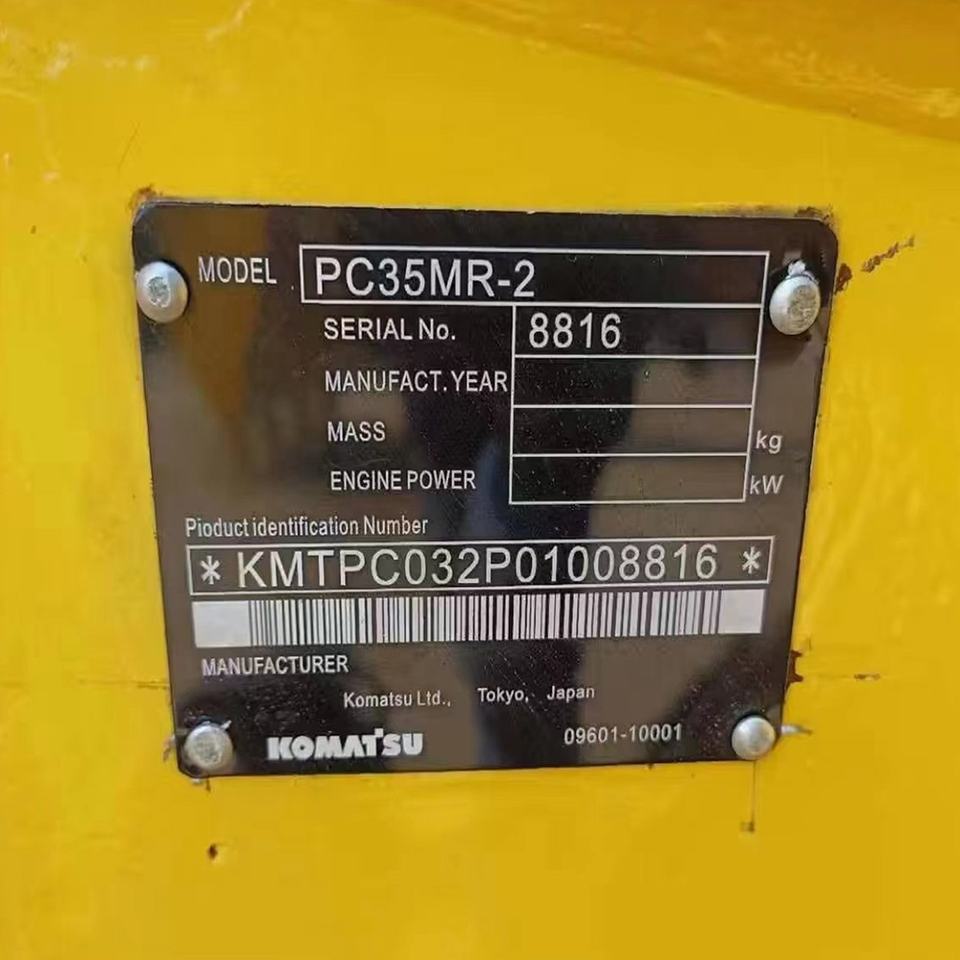 MODEL PC35MR-2
SERIAL No. 8816
MANUFACT. YEAR
MASS kg
ENGINE POWER kW
Pioduct identification Number
* KMTPC032P01008816 *
MANUFACTURER
Komatsu Ltd., Tokyo, Japan
KOMATSU 09601-10001